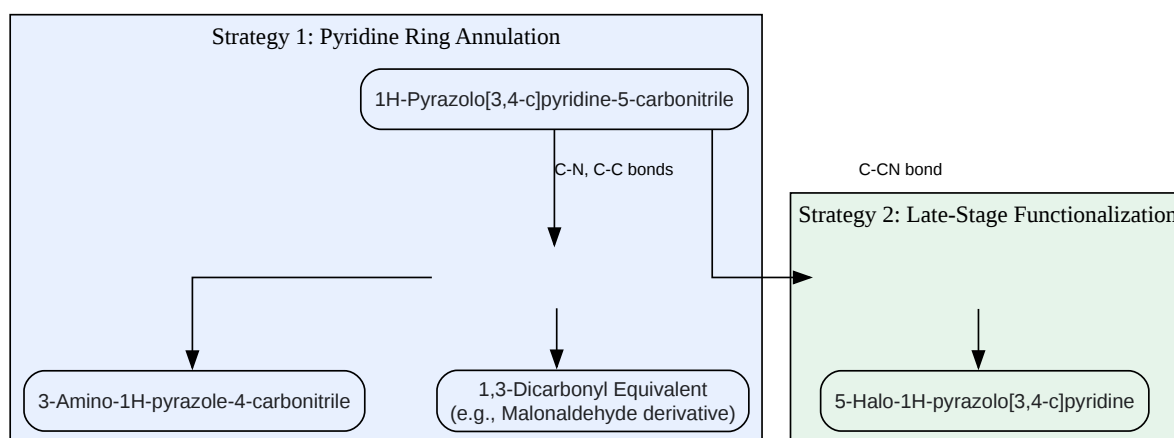 Strategy 1: Pyridine Ring Annulation
1H-Pyrazolo[3,4-c]pyridine-5-carbonitrile
C-N, C-C bonds
C-CN bond
Strategy 2: Late-Stage Functionalization
3-Amino-1H-pyrazole-4-carbonitrile
1,3-Dicarbonyl Equivalent
(e.g., Malonaldehyde derivative)
5-Halo-1H-pyrazolo[3,4-c]pyridine